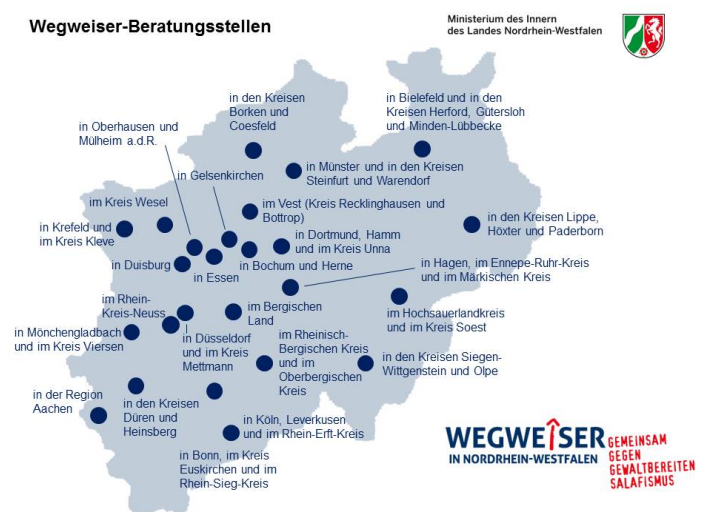 Wegweiser-Beratungsstellen
Ministerium des Innern
des Landes Nordrhein-Westfalen
in den Kreisen
Borken und
Coesfeld
in Bielefeld und in den
Kreisen Herford, Gütersloh
und Minden-Lübbecke
in Oberhausen und
Mülheim a.d.R.
in Gelsenkirchen
in Münster und in den Kreisen
Steinfurt und Warendorf
im Kreis Wesel
im Vest (Kreis Recklinghausen und
Bottrop)
in Krefeld und
im Kreis Kleve
in den Kreisen Lippe,
Höxter und Paderborn
in Dortmund, Hamm
und im Kreis Unna
in Duisburg
in Essen
in Bochum und Herne
in Hagen, im Ennepe-Ruhr-Kreis
und im Märkischen Kreis
im Rhein-
Kreis-Neuss
im Bergischen
Land
im Hochsauerlandkreis
und im Kreis Soest
in Mönchengladbach
und im Kreis Viersen
in Düsseldorf
und im Kreis
Mettmann
im Rheinisch-
Bergischen Kreis
und im
Oberbergischen
Kreis
in den Kreisen Siegen-
Wittgenstein und Olpe
in der Region
Aachen
in den Kreisen
Düren und
Heinsberg
in Köln, Leverkusen
und im Rhein-Erft-Kreis
in Bonn, im Kreis
Euskirchen und im
Rhein-Sieg-Kreis
WEGWEISER
IN NORDRHEIN-WESTFALEN
GEMEINSAM
GEGEN
GEWALTBEREITEN
SALAFISMUS